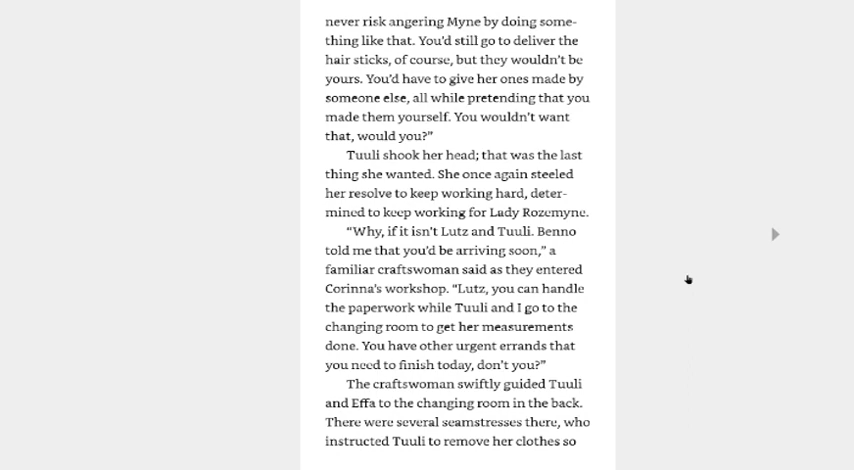 never risk angering Myne by doing some-
thing like that. You'd still go to deliver the
hair sticks, of course, but they wouldn't be
yours. You'd have to give her ones made by
someone else, all while pretending that you
made them yourself. You wouldn't want
that, would you?”
Tuuli shook her head; that was the last
thing she wanted. She once again steeled
her resolve to keep working hard, deter-
mined to keep working for Lady Rozemyne.
“Why, if it isn't Lutz and Tuuli. Benno
told me that you'd be arriving soon,” a
familiar craftswoman said as they entered
Corinna's workshop. “Lutz, you can handle
the paperwork while Tuuli and I go to the
changing room to get her measurements
done. You have other urgent errands that
you need to finish today, don't you?”
The craftswoman swiftly guided Tuuli
and Effa to the changing room in the back.
There were several seamstresses there, who
instructed Tuuli to remove her clothes so